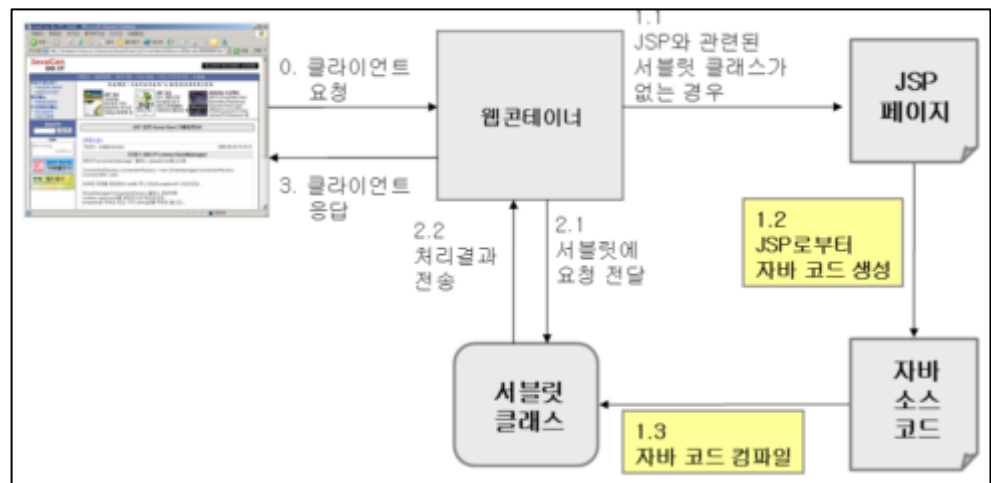 JavaCan
0. 클라이언트
요청
3. 클라이언트
응답
웹콘테이너
1.1
JSP와 관련된
서블릿 클래스가
없는 경우
JSP
페이지
2.2
처리결과
전송
2.1
서블릿에
요청 전달
1.2
JSP로부터
자바 코드 생성
서블릿
클래스
1.3
자바 코드 컴파일
자바
소스
코드